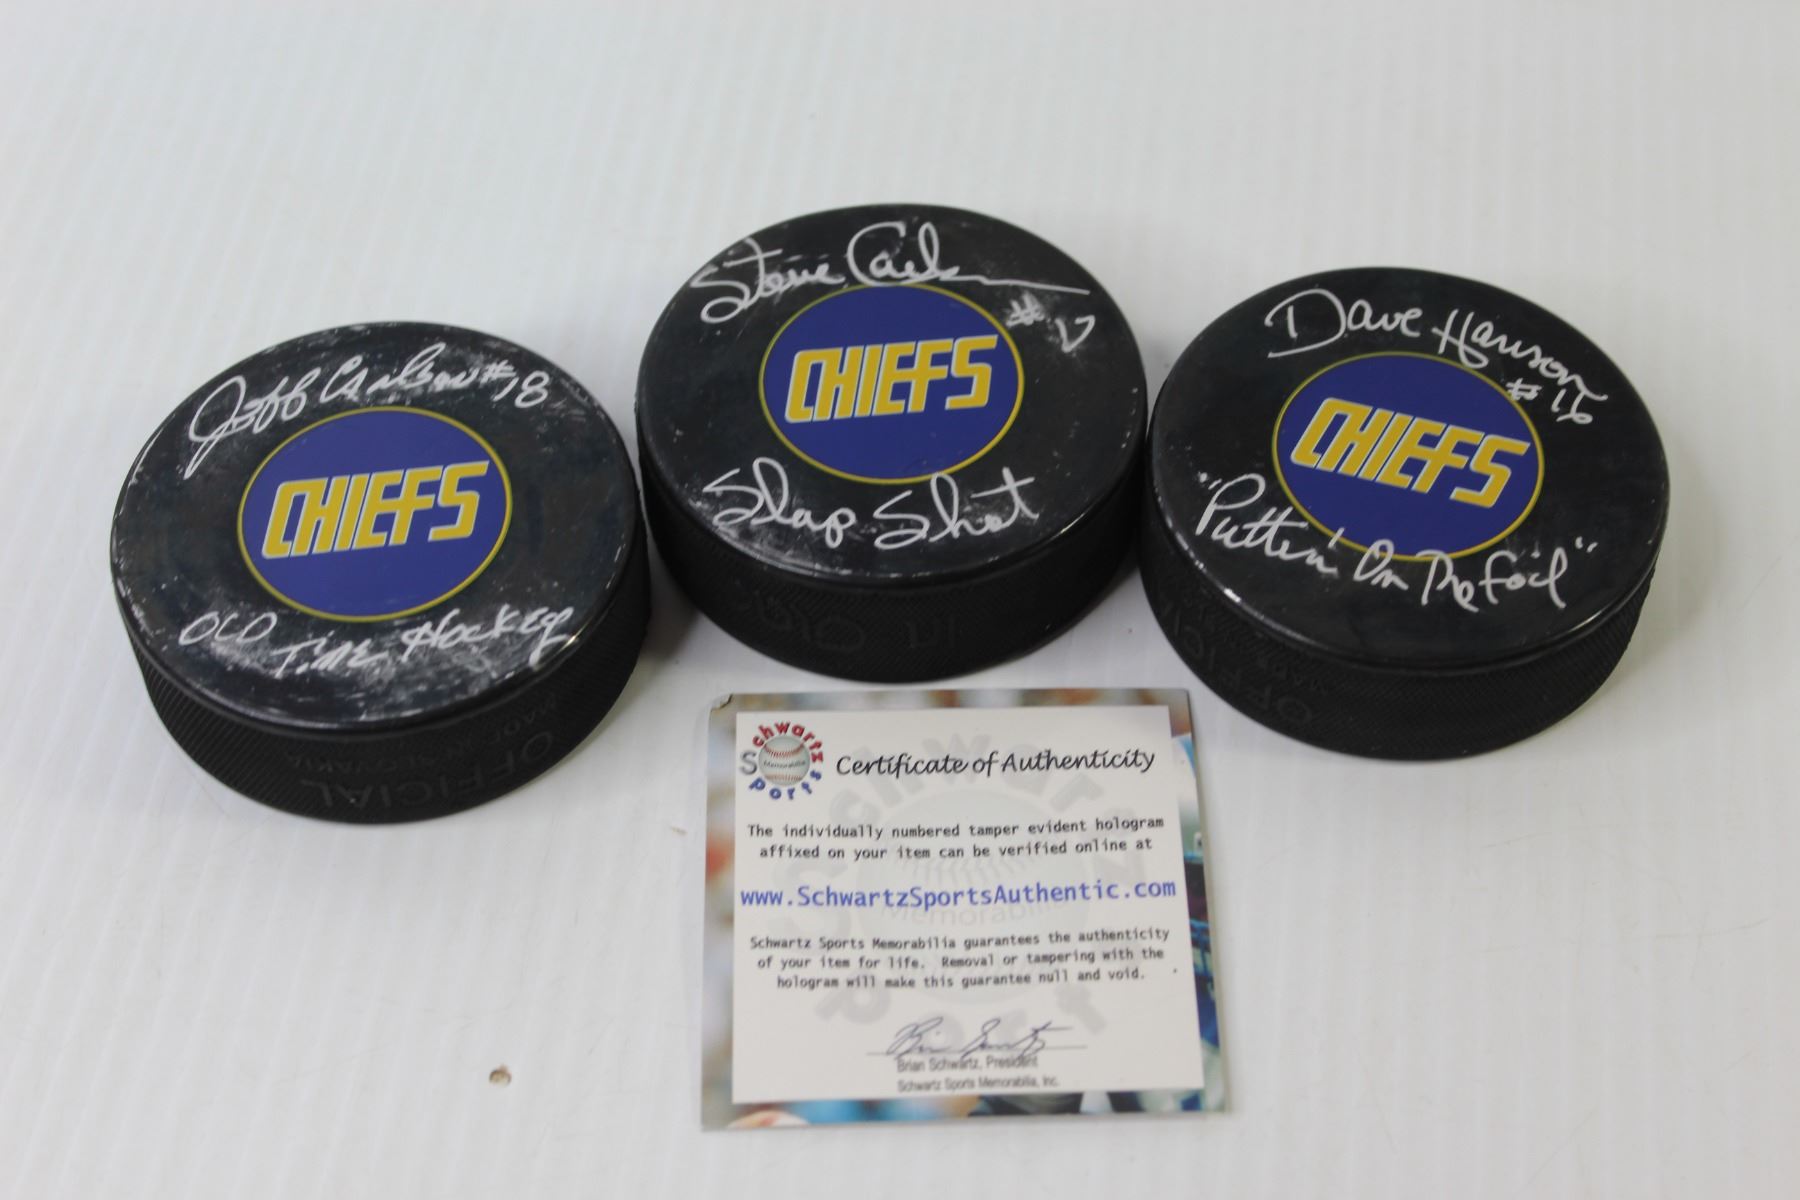 Jeff Carlson #18
CHIEFS
OLD TIME Hockey
OFFICIAL
SLOVAKIA
Steve Carlson
#17
CHIEFS
Slap Shot
Dave Hanson
#16
CHIEFS
"Puttin' On The Foil"
OFFICIAL
Schwartz
Memorabilia
Sports
Certificate of Authenticity
The individually numbered tamper evident hologram
affixed on your item can be verified online at
www.SchwartzSportsAuthentic.com
Schwartz Sports Memorabilia guarantees the authenticity
of your item for life. Removal or tampering with the
hologram will make this guarantee null and void.
Brian Schwartz, President
Schwartz Sports Memorabilia, Inc.